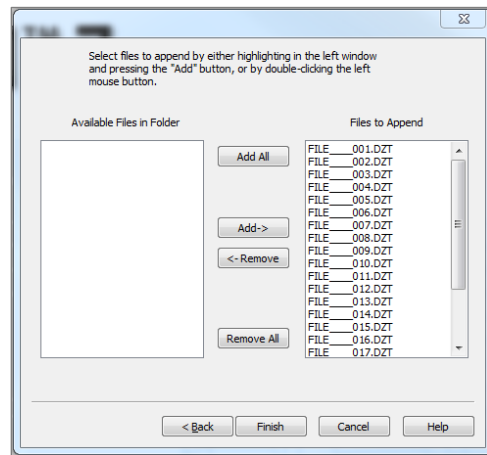 Select files to append by either highlighting in the left window
and pressing the "Add" button, or by double-clicking the left
mouse button.
Available Files in Folder
Files to Append
Add All
Add->
<- Remove
Remove All
FILE____001.DZT
FILE____002.DZT
FILE____003.DZT
FILE____004.DZT
FILE____005.DZT
FILE____006.DZT
FILE____007.DZT
FILE____008.DZT
FILE____009.DZT
FILE____010.DZT
FILE____011.DZT
FILE____012.DZT
FILE____013.DZT
FILE____014.DZT
FILE____015.DZT
FILE____016.DZT
FILE____017.DZT
< Back
Finish
Cancel
Help